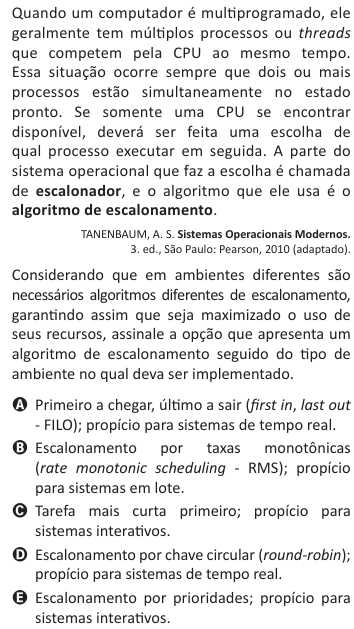 Quando um computador é multiprogramado, ele
geralmente tem múltiplos processos ou threads
que competem pela CPU ao mesmo tempo.
Essa situação ocorre sempre que dois ou mais
processos estão simultaneamente no estado
pronto. Se somente uma CPU se encontrar
disponível, deverá ser feita uma escolha de
qual processo executar em seguida. A parte do
sistema operacional que faz a escolha é chamada
de escalonador, e o algoritmo que ele usa é o
algoritmo de escalonamento.
TANENBAUM, A. S. Sistemas Operacionais Modernos.
3. ed., São Paulo: Pearson, 2010 (adaptado).
Considerando que em ambientes diferentes são
necessários algoritmos diferentes de escalonamento,
garantindo assim que seja maximizado o uso de
seus recursos, assinale a opção que apresenta um
algoritmo de escalonamento seguido do tipo de
ambiente no qual deva ser implementado.
A Primeiro a chegar, último a sair (first in, last out
- FILO); propício para sistemas de tempo real.
B Escalonamento por taxas monotônicas
(rate monotonic scheduling - RMS); propício
para sistemas em lote.
C Tarefa mais curta primeiro; propício para
sistemas interativos.
D Escalonamento por chave circular (round-robin);
propício para sistemas de tempo real.
E Escalonamento por prioridades; propício para
sistemas interativos.